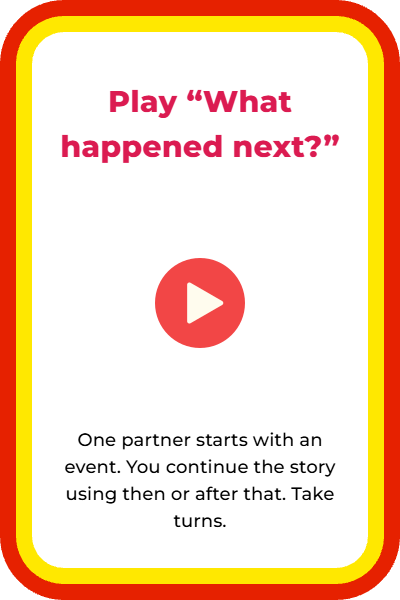 Play “What
happened next?”
One partner starts with an
event. You continue the story
using then or after that. Take
turns.